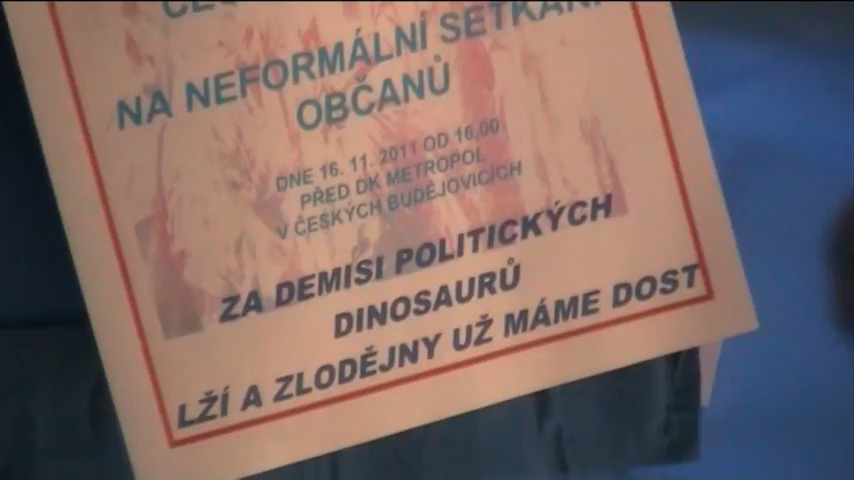 NA NEFORMÁLNÍ SETKÁNÍ
OBČANŮ
DNE 16. 11. 2011 OD 16,00
PŘED DK METROPOL
V ČESKÝCH BUDĚJOVICÍCH
ZA DEMISI POLITICKÝCH
DINOSAURŮ
LŽÍ A ZLODĚJNY UŽ MÁME DOST